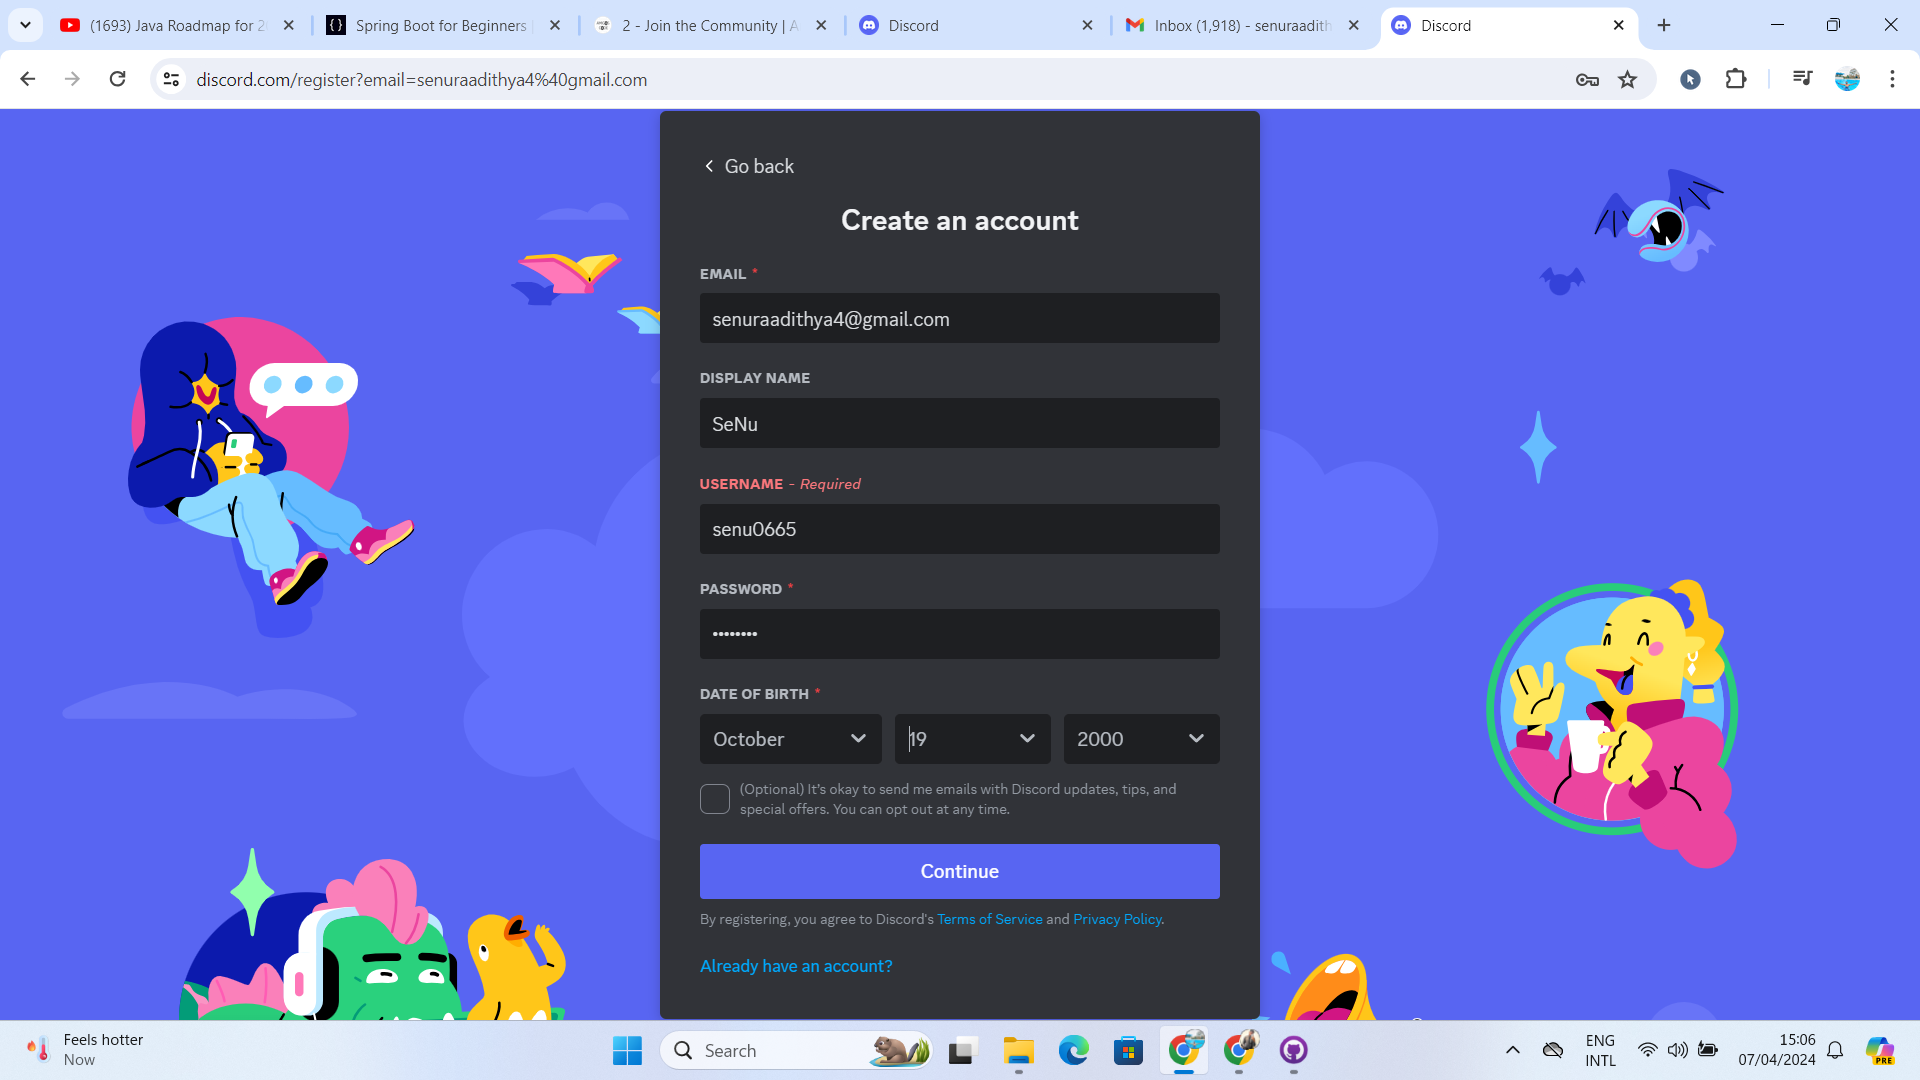 (1693) Java Roadmap for 2
Spring Boot for Beginners |
2 - Join the Community | A
Discord
Inbox (1,918) - senuraadith
Discord
discord.com/register?email=senuraadithya4%40gmail.com
Go back
Create an account
EMAIL *
senuraadithya4@gmail.com
DISPLAY NAME
SeNu
USERNAME - Required
senu0665
PASSWORD *
••••••••
DATE OF BIRTH *
October 19 2000
(Optional) It's okay to send me emails with Discord updates, tips, and
special offers. You can opt out at any time.
Continue
By registering, you agree to Discord's Terms of Service and Privacy Policy.
Already have an account?
Feels hotter
Now
Search
ENG
INTL
15:06
07/04/2024
PRE